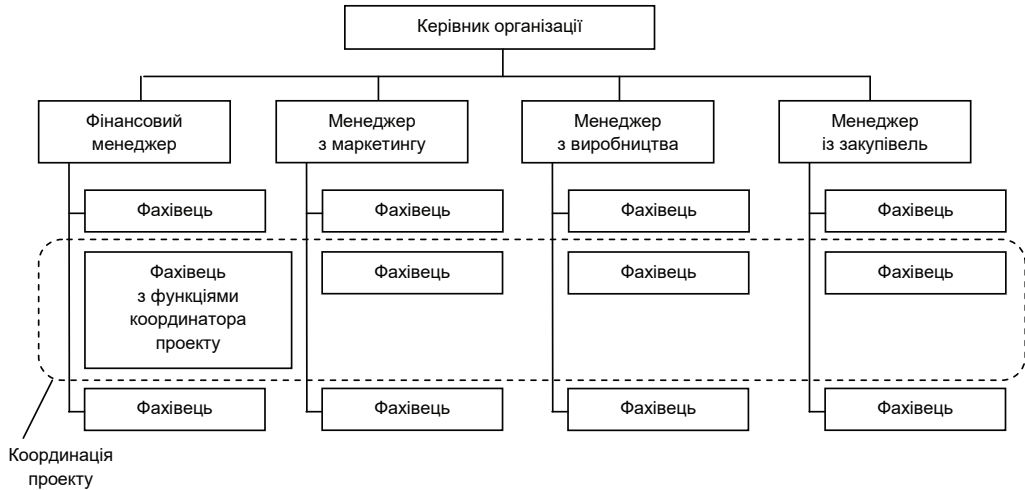 Керівник організації
Фінансовий
менеджер
Менеджер
з маркетингу
Менеджер
з виробництва
Менеджер
із закупівель
Фахівець
Фахівець
Фахівець
Фахівець
Фахівець
з функціями
координатора
проекту
Фахівець
Фахівець
Фахівець
Фахівець
Фахівець
Фахівець
Фахівець
Координація
проекту